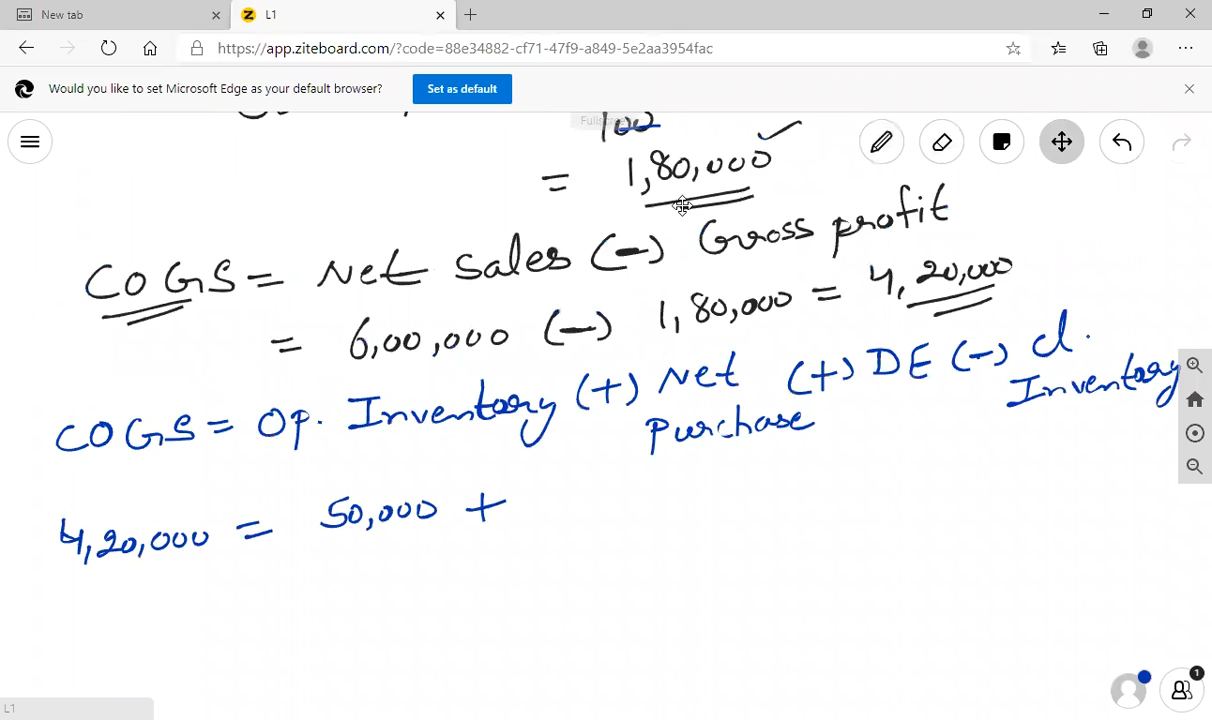 New tab
L1
https://app.ziteboard.com/?code=88e34882-cf71-47f9-a849-5e2aa3954fac
Would you like to set Microsoft Edge as your default browser?
Set as default
100
= 1,80,000
COGS = Net sales (-) Gross profit
= 6,00,000 (-) 1,80,000 = 4,20,000
COGS = Op. Inventory (+) Net purchase (+) DE (-) cl. Inventory
4,20,000 = 50,000 +
L1
1